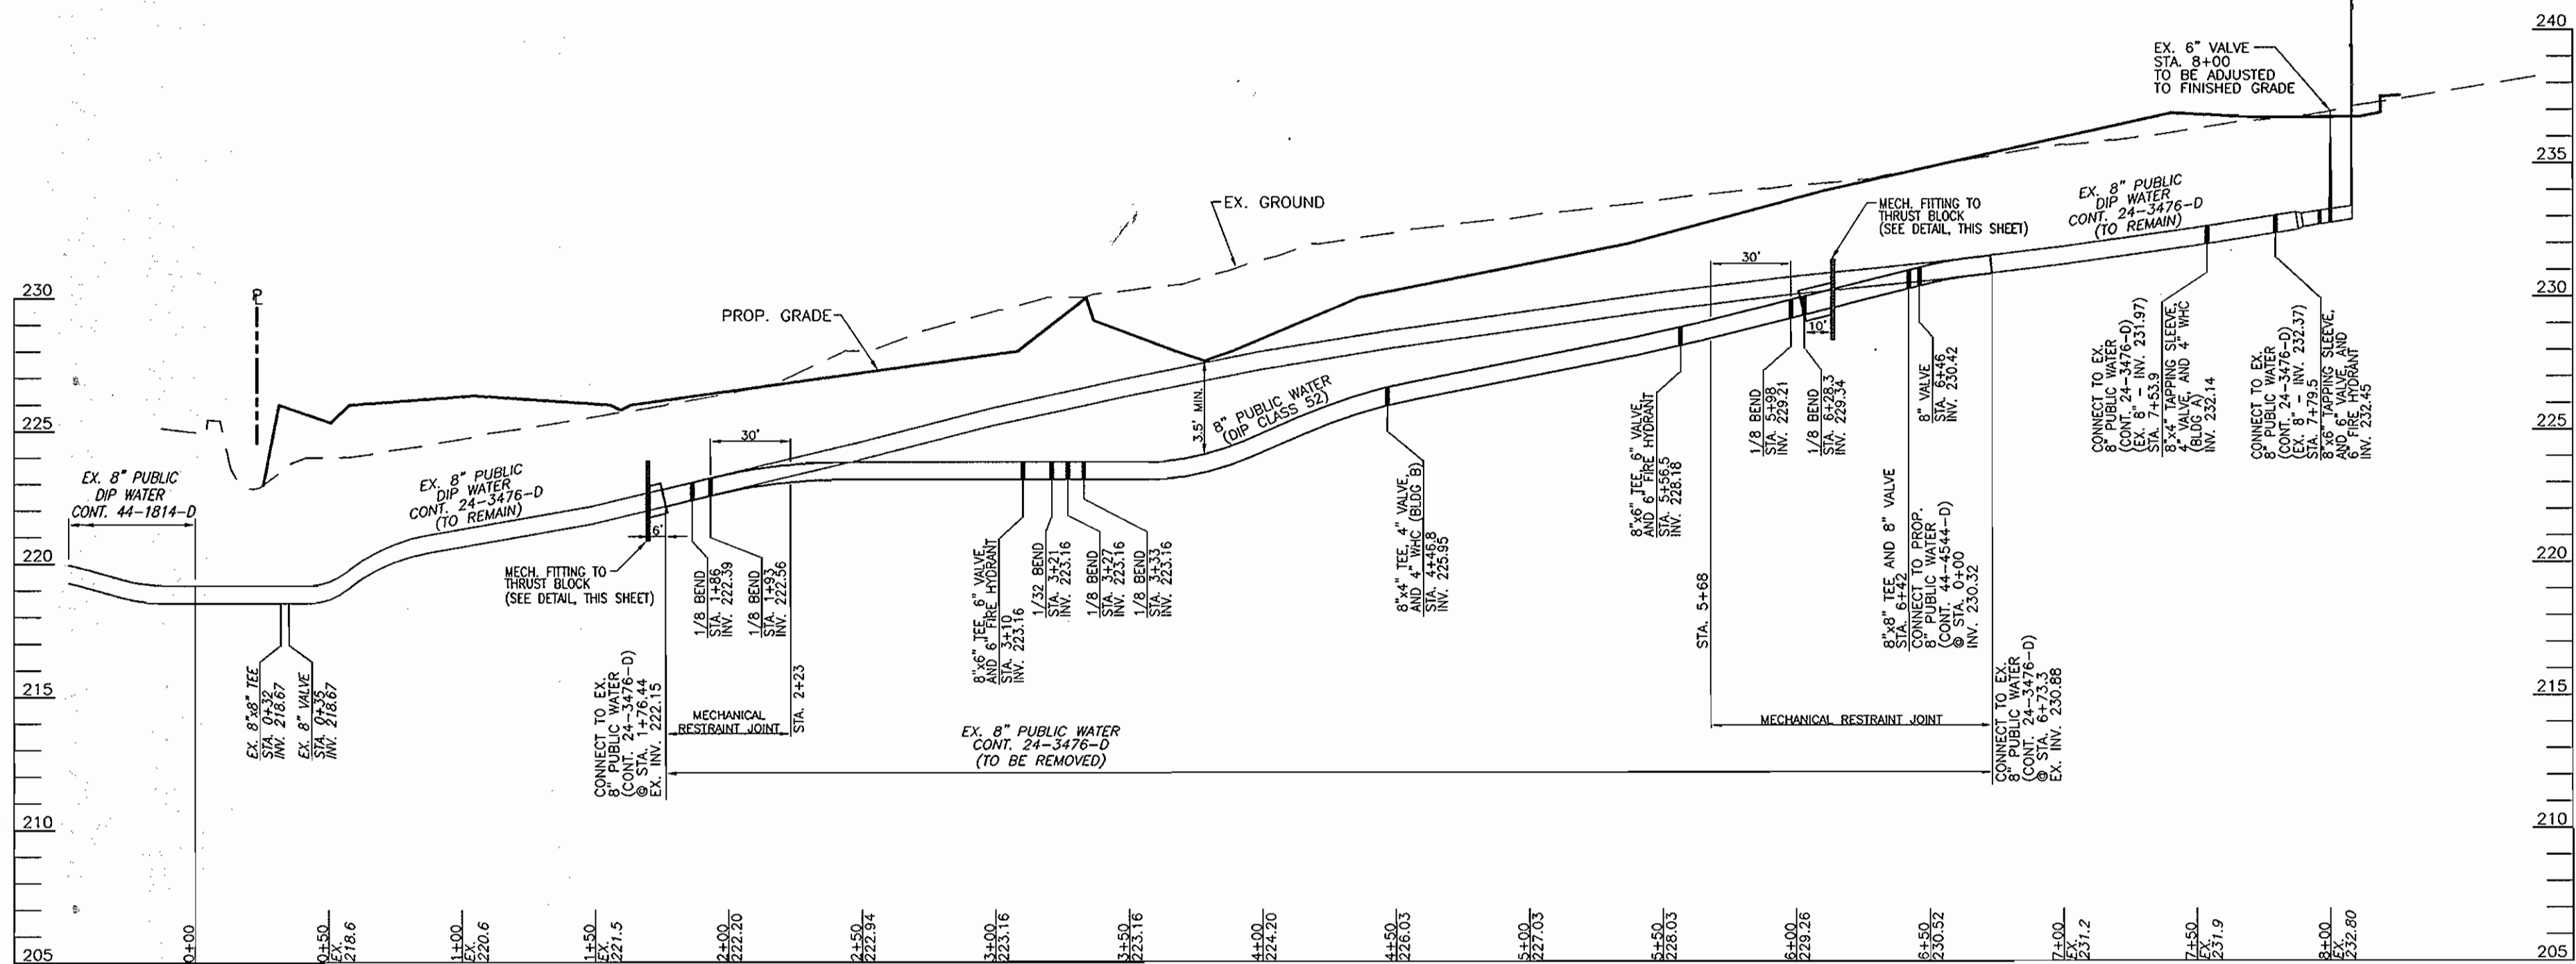 240
235
230
225
220
215
210
205
230
225
220
215
210
205
EX. 6" VALVE
STA. 8+00
TO BE ADJUSTED
TO FINISHED GRADE
EX. GROUND
PROP. GRADE
MECH. FITTING TO
THRUST BLOCK
(SEE DETAIL, THIS SHEET)
EX. 8" PUBLIC
DIP WATER
CONT. 24-3476-D
(TO REMAIN)
EX. 8" PUBLIC
DIP WATER
CONT. 44-1814-D
EX. 8" PUBLIC
DIP WATER
CONT. 24-3476-D
(TO REMAIN)
30'
6'
3.5' MIN.
8" PUBLIC WATER
(DIP CLASS 52)
30'
10'
MECH. FITTING TO
THRUST BLOCK
(SEE DETAIL, THIS SHEET)
EX. 8"x8" TEE
STA. 0+32
INV. 218.67
EX. 8" VALVE
STA. 0+35
INV. 218.67
CONNECT TO EX.
8" PUBLIC WATER
(CONT. 24-3476-D)
@ STA. 1+76.44
EX. INV. 222.15
1/8 BEND
STA. 1+86
INV. 222.39
1/8 BEND
STA. 1+93
INV. 222.56
STA. 2+23
MECHANICAL
RESTRAINT JOINT
8"x6" TEE, 6" VALVE,
AND 6" FIRE HYDRANT
STA. 3+10
INV. 223.16
1/32 BEND
STA. 3+21
INV. 223.16
1/8 BEND
STA. 3+27
INV. 223.16
1/8 BEND
STA. 3+33
INV. 223.16
EX. 8" PUBLIC WATER
CONT. 24-3476-D
(TO BE REMOVED)
8"x4" TEE, 4" VALVE,
AND 4" WHC (BLDG B)
STA. 4+46.8
INV. 225.95
8"x6" TEE, 6" VALVE,
AND 6" FIRE HYDRANT
STA. 5+56.5
INV. 228.18
STA. 5+68
1/8 BEND
STA. 5+98
INV. 229.21
1/8 BEND
STA. 6+28.3
INV. 229.34
8"x8" TEE AND 8" VALVE
STA. 6+42
CONNECT TO PROP.
8" PUBLIC WATER
(CONT. 44-4544-D)
@ STA. 0+00
INV. 230.32
8" VALVE
STA. 6+46
INV. 230.42
MECHANICAL RESTRAINT JOINT
CONNECT TO EX.
8" PUBLIC WATER
(CONT. 24-3476-D)
@ STA. 6+73.3
EX. INV. 230.88
CONNECT TO EX.
8" PUBLIC WATER
(CONT. 24-3476-D)
(EX. 8" - INV. 231.97)
STA. 7+53.9
8"x4" TAPPING SLEEVE,
4" VALVE, AND 4" WHC
(BLDG A)
INV. 232.14
CONNECT TO EX.
8" PUBLIC WATER
(CONT. 24-3476-D)
(EX. 8" - INV. 232.37)
STA. 7+79.5
8"x6" TAPPING SLEEVE,
AND 6" VALVE, AND
6" FIRE HYDRANT
INV. 232.45
0+00
0+50
EX.
218.6
1+00
EX.
220.6
1+50
EX.
221.5
2+00
222.20
2+50
222.94
3+00
223.16
3+50
223.16
4+00
224.20
4+50
226.03
5+00
227.03
5+50
228.03
6+00
229.26
6+50
230.52
7+00
EX.
231.2
7+50
EX.
231.9
8+00
EX.
232.80